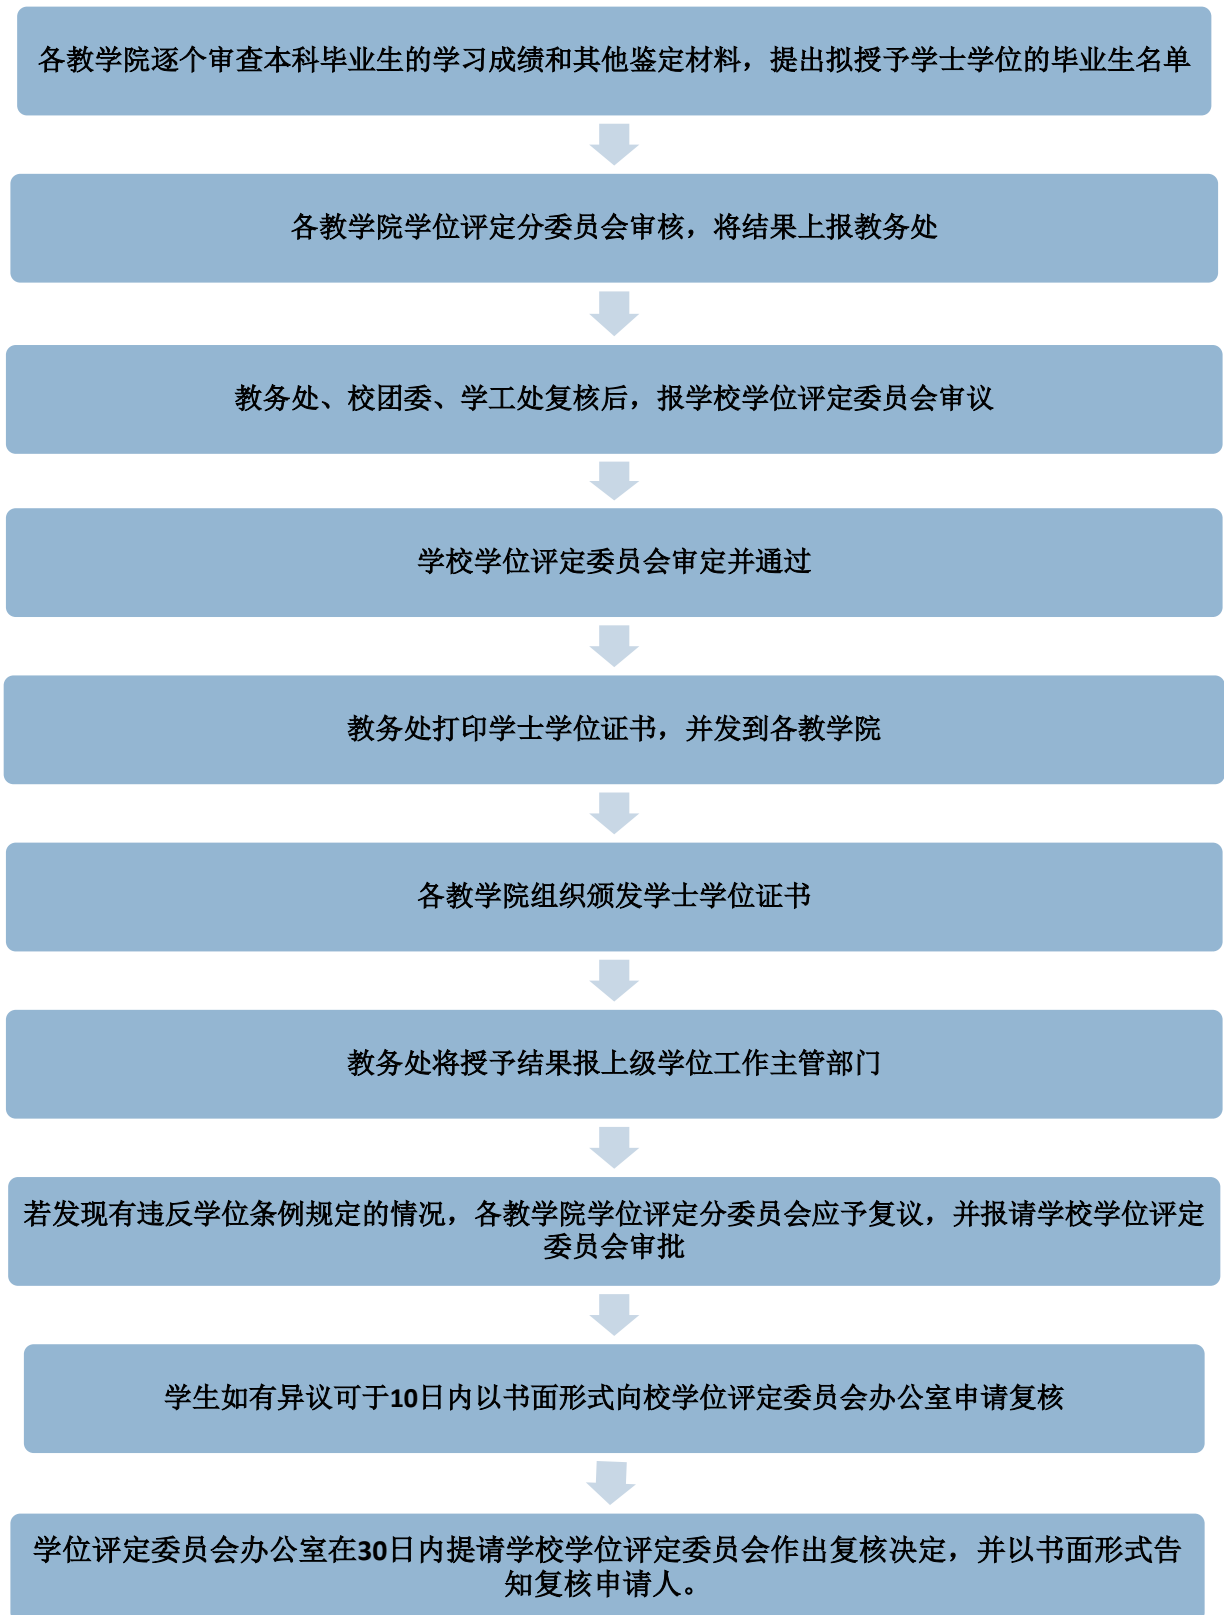 各教学院逐个审查本科毕业生的学习成绩和其他鉴定材料，提出拟授予学士学位的毕业生名单
各教学院学位评定分委员会审核，将结果上报教务处
教务处、校团委、学工处复核后，报学校学位评定委员会审议
学校学位评定委员会审定并通过
教务处打印学士学位证书，并发到各教学院
各教学院组织颁发学士学位证书
教务处将授予结果报上级学位工作主管部门
若发现有违反学位条例规定的情况，各教学院学位评定分委员会应予复议，并报请学校学位评定
委员会审批
学生如有异议可于10日内以书面形式向校学位评定委员会办公室申请复核
学位评定委员会办公室在30日内提请学校学位评定委员会作出复核决定，并以书面形式告
知复核申请人。